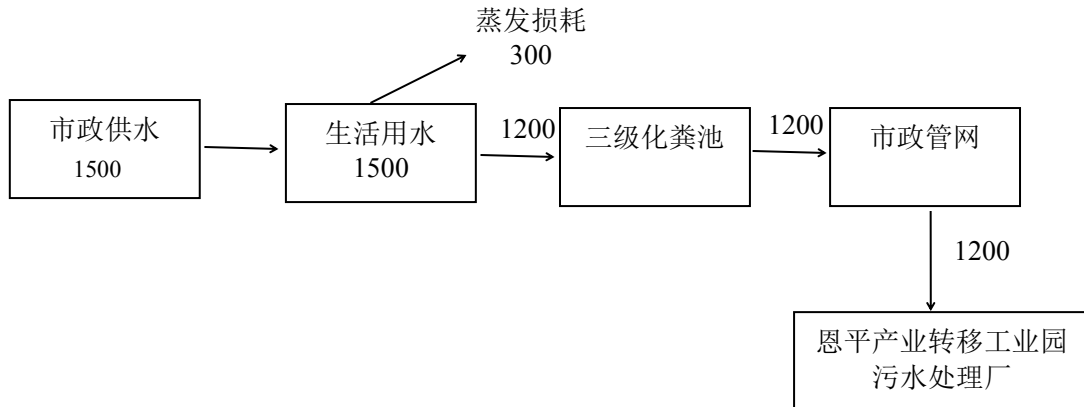 蒸发损耗
300
市政供水
1500
生活用水
1500
1200
三级化粪池
1200
市政管网
1200
恩平产业转移工业园
污水处理厂